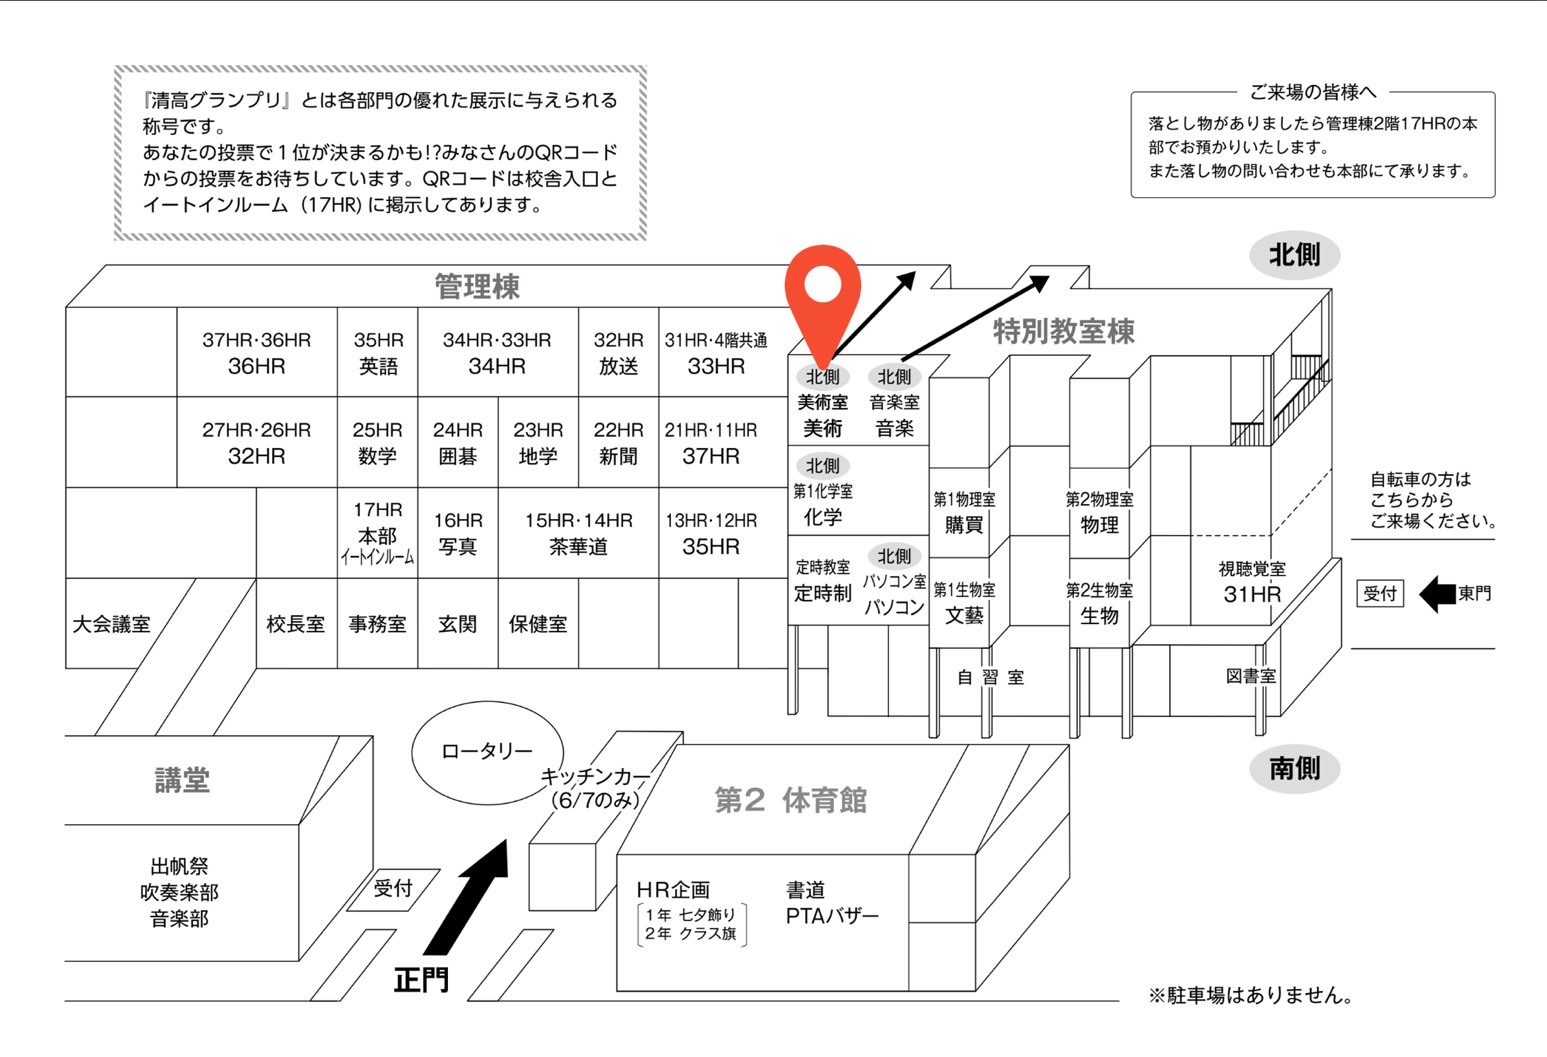 『清高グランプリ』とは各部門の優れた展示に与えられる
称号です。
あなたの投票で1位が決まるかも!?みなさんのQRコード
からの投票をお待ちしています。QRコードは校舎入口と
イートインルーム（17HR)に掲示してあります。
ご来場の皆様へ
落とし物がありましたら管理棟2階17HRの本
部でお預かりいたします。
また落し物の問い合わせも本部にて承ります。
北側
管理棟
特別教室棟
37HR・36HR
36HR
35HR
英語
34HR・33HR
34HR
32HR
放送
31HR・4階共通
33HR
北側
美術室
美術
北側
音楽室
音楽
27HR・26HR
32HR
25HR
数学
24HR
囲碁
23HR
地学
22HR
新聞
21HR・11HR
37HR
北側
第1化学室
化学
第1物理室
購買
第2物理室
物理
自転車の方は
こちらから
ご来場ください。
17HR
本部
イートインルーム
16HR
写真
15HR・14HR
茶華道
13HR・12HR
35HR
定時教室
定時制
北側
パソコン室
パソコン
第1生物室
文藝
第2生物室
生物
視聴覚室
31HR
受付
東門
大会議室
校長室
事務室
玄関
保健室
自習室
図書室
南側
講堂
出帆祭
吹奏楽部
音楽部
ロータリー
キッチンカー
(6/7のみ)
第2 体育館
HR企画
1年 七夕飾り
2年 クラス旗
書道
PTAバザー
受付
正門
※駐車場はありません。